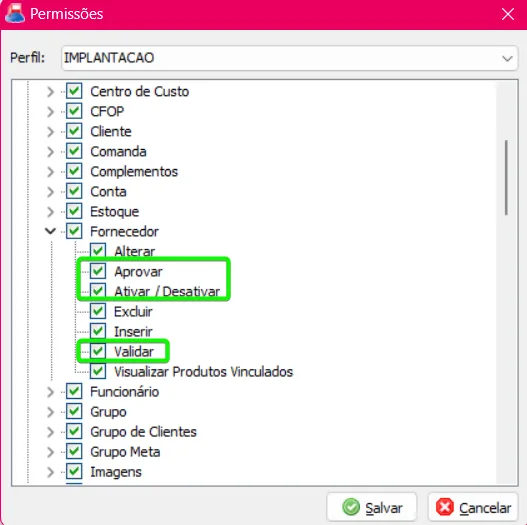 Permissões
Perfil: IMPLANTACAO
Centro de Custo
CFOP
Cliente
Comanda
Complementos
Conta
Estoque
Fornecedor
Alterar
Aprovar
Ativar / Desativar
Excluir
Inserir
Validar
Visualizar Produtos Vinculados
Funcionário
Grupo
Grupo de Clientes
Grupo Meta
Imagens
Salvar Cancelar